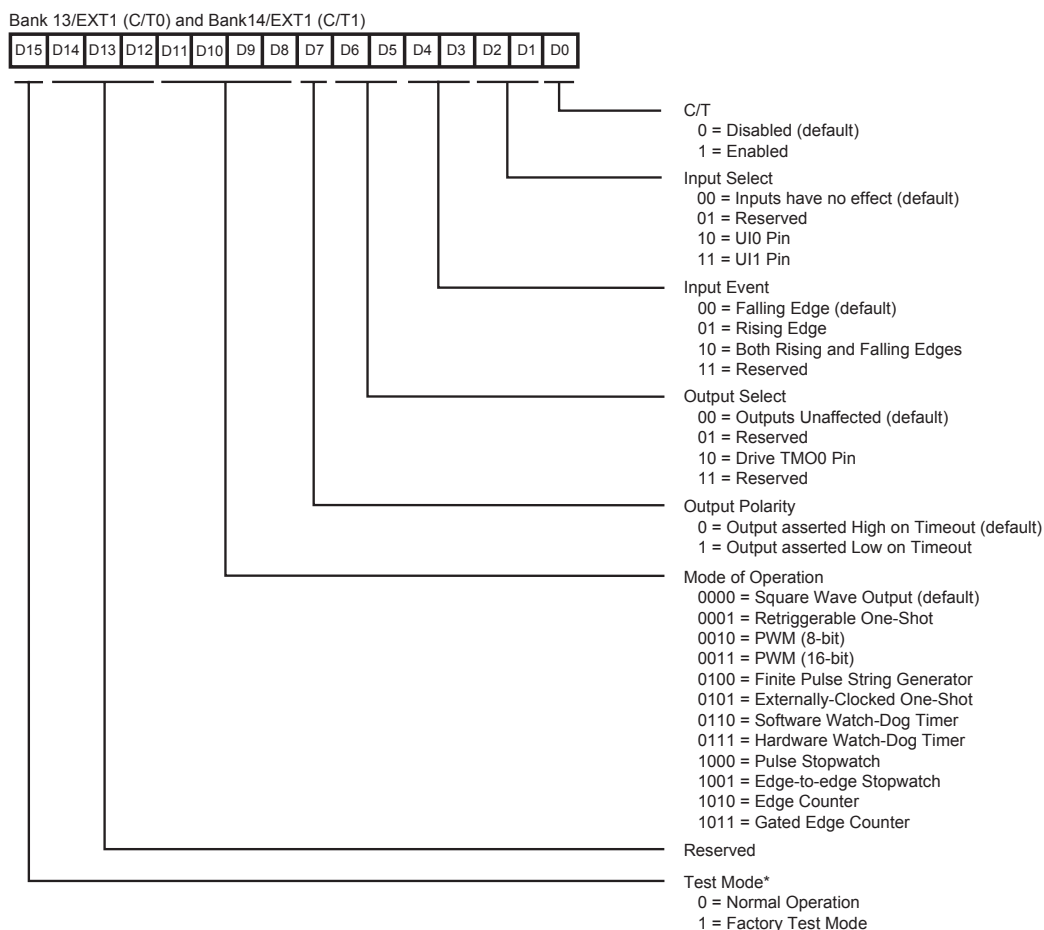 Bank 13/EXT1 (C/T0) and Bank14/EXT1 (C/T1)
D15 D14 D13 D12 D11 D10 D9 D8 D7 D6 D5 D4 D3 D2 D1 D0
C/T
0 = Disabled (default)
1 = Enabled
Input Select
00 = Inputs have no effect (default)
01 = Reserved
10 = UI0 Pin
11 = UI1 Pin
Input Event
00 = Falling Edge (default)
01 = Rising Edge
10 = Both Rising and Falling Edges
11 = Reserved
Output Select
00 = Outputs Unaffected (default)
01 = Reserved
10 = Drive TMO0 Pin
11 = Reserved
Output Polarity
0 = Output asserted High on Timeout (default)
1 = Output asserted Low on Timeout
Mode of Operation
0000 = Square Wave Output (default)
0001 = Retriggerable One-Shot
0010 = PWM (8-bit)
0011 = PWM (16-bit)
0100 = Finite Pulse String Generator
0101 = Externally-Clocked One-Shot
0110 = Software Watch-Dog Timer
0111 = Hardware Watch-Dog Timer
1000 = Pulse Stopwatch
1001 = Edge-to-edge Stopwatch
1010 = Edge Counter
1011 = Gated Edge Counter
Reserved
Test Mode*
0 = Normal Operation
1 = Factory Test Mode